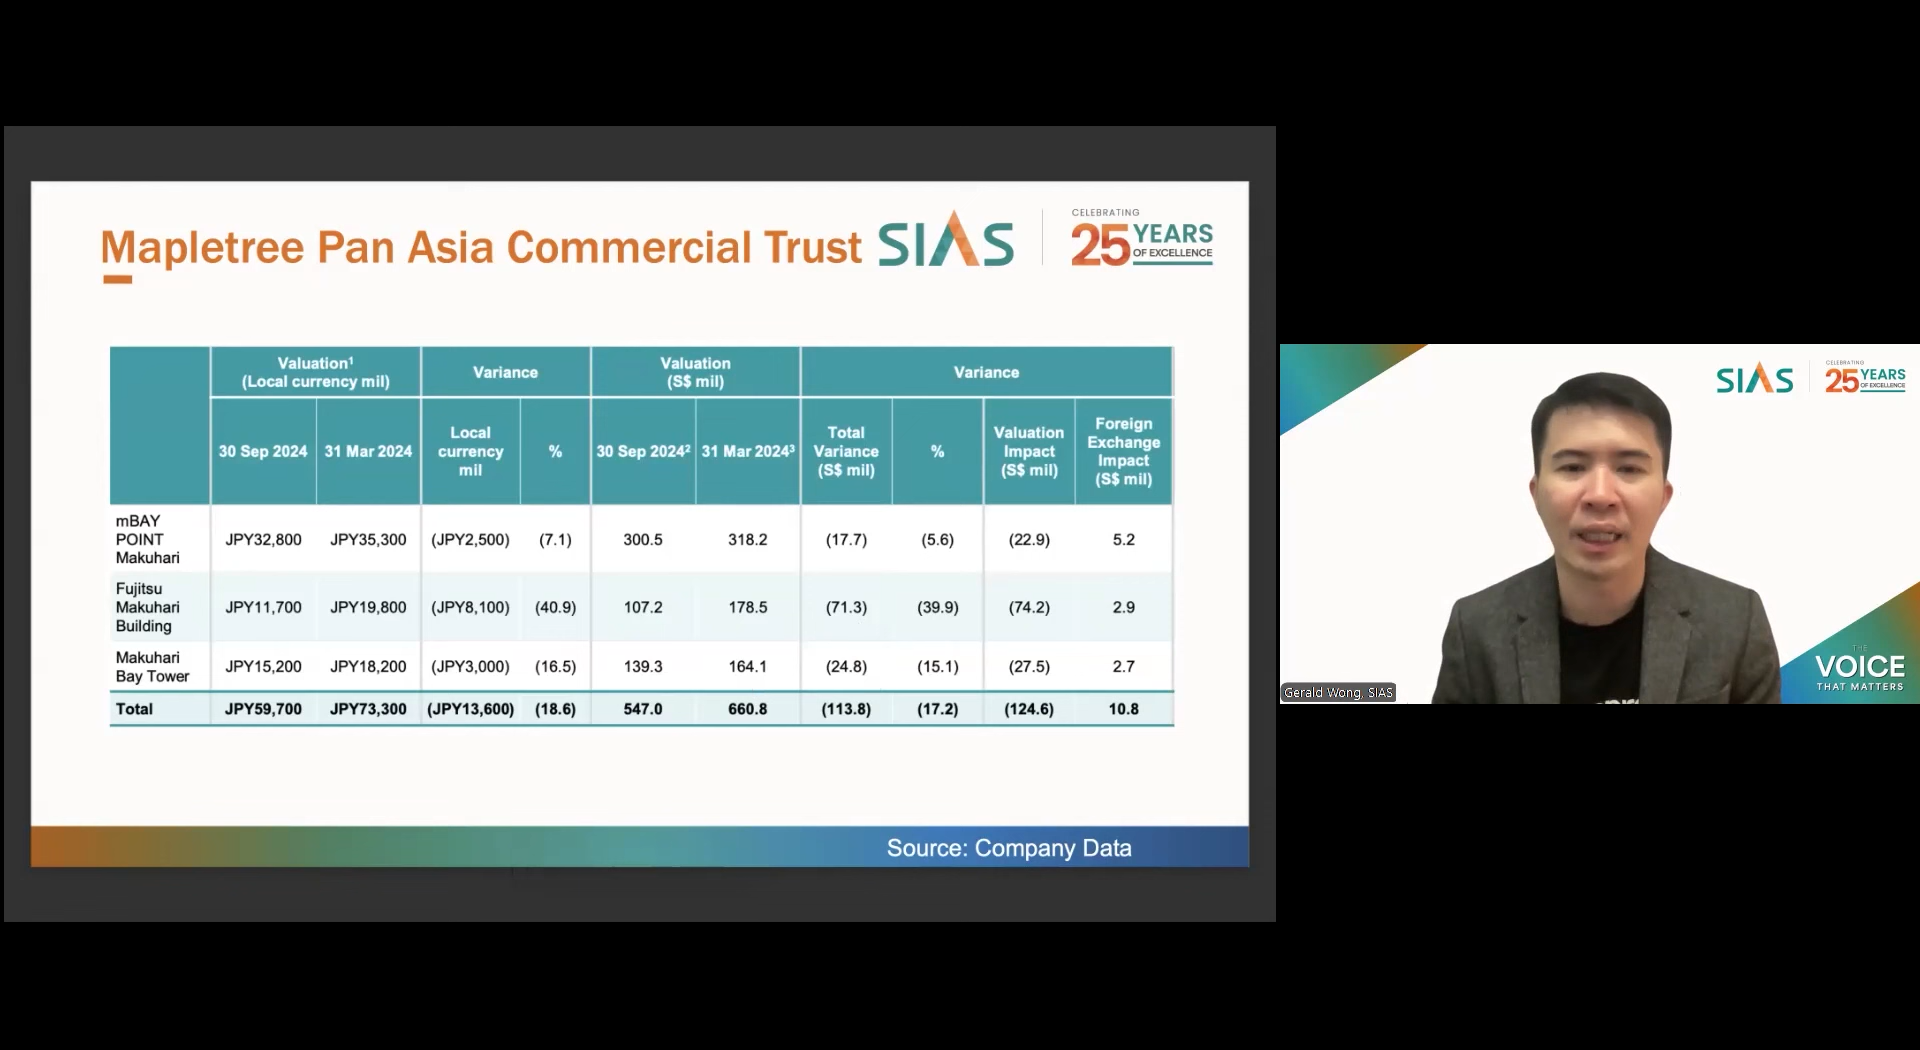 Mapletree Pan Asia Commercial Trust
SIAS
CELEBRATING
25 YEARS
OF EXCELLENCE
Valuation¹
(Local currency mil)
Variance
Valuation
(S$ mil)
Variance
30 Sep 2024
31 Mar 2024
Local
currency
mil
%
30 Sep 2024²
31 Mar 2024³
Total
Variance
(S$ mil)
%
Valuation
Impact
(S$ mil)
Foreign
Exchange
Impact
(S$ mil)
mBAY
POINT
Makuhari
JPY32,800 JPY35,300 (JPY2,500) (7.1) 300.5 318.2 (17.7) (5.6) (22.9) 5.2
Fujitsu
Makuhari
Building
JPY11,700 JPY19,800 (JPY8,100) (40.9) 107.2 178.5 (71.3) (39.9) (74.2) 2.9
Makuhari
Bay Tower
JPY15,200 JPY18,200 (JPY3,000) (16.5) 139.3 164.1 (24.8) (15.1) (27.5) 2.7
Total JPY59,700 JPY73,300 (JPY13,600) (18.6) 547.0 660.8 (113.8) (17.2) (124.6) 10.8
Source: Company Data
SIAS
CELEBRATING
25 YEARS
OF EXCELLENCE
THE
VOICE
THAT MATTERS
Gerald Wong, SIAS